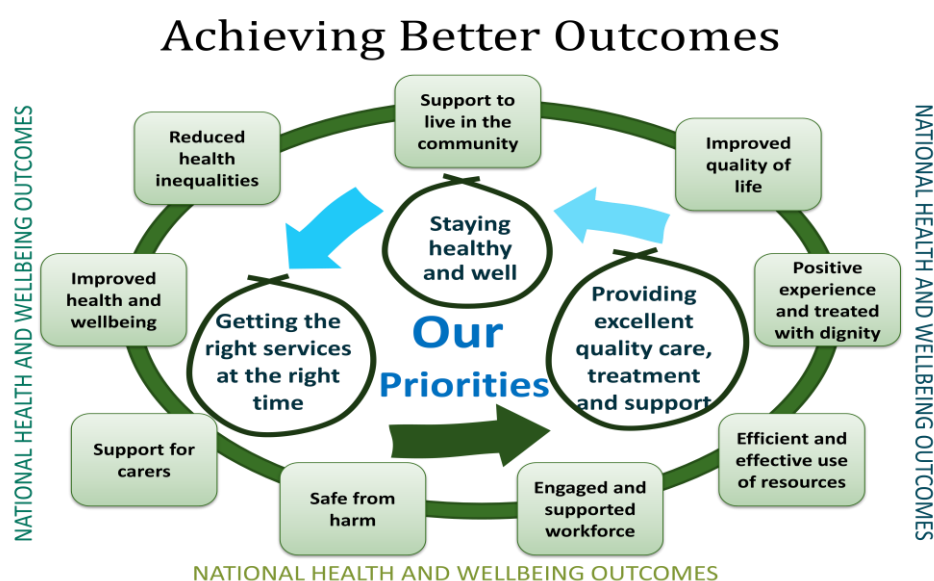 Achieving Better Outcomes
NATIONAL HEALTH AND WELLBEING OUTCOMES
Support to
live in the
community
Reduced
health
inequalities
Improved
quality of
life
Improved
health and
wellbeing
Positive
experience
and treated
with dignity
Support for
carers
Efficient and
effective use
of resources
Safe from
harm
Engaged and
supported
workforce
Staying
healthy
and well
Getting the
right services
at the right
time
Providing
excellent
quality care,
treatment
and support
Our
Priorities
NATIONAL HEALTH AND WELLBEING OUTCOMES
NATIONAL HEALTH AND WELLBEING OUTCOMES